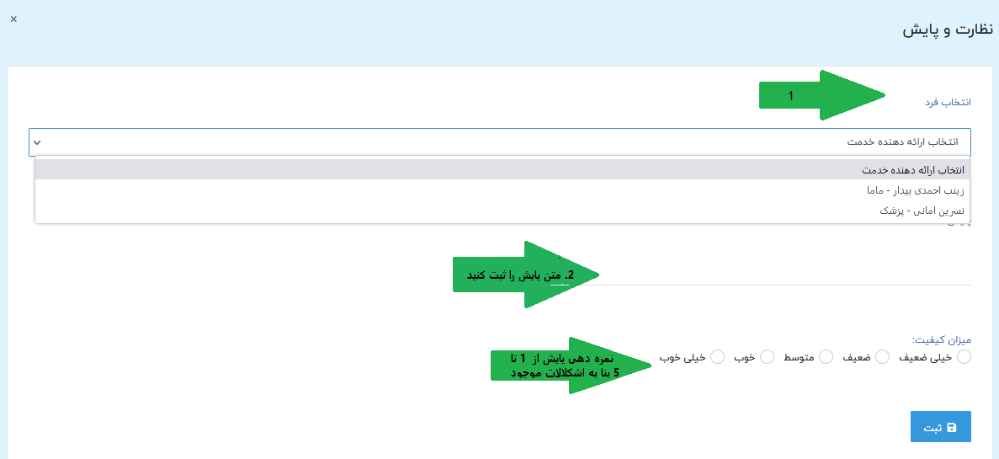 نظارت و پایش
×
1
انتخاب فرد
انتخاب ارائه دهنده خدمت
انتخاب ارائه دهنده خدمت
زینب احمدی بیدار - ماما
نسرین امانی - پزشک
2. متن پایش را ثبت کنید
میزان کیفیت:
خیلی ضعیف ضعیف متوسط خوب خیلی خوب
نمره دهی پایش از 1 تا
5 بنا به اشکالات موجود
ثبت